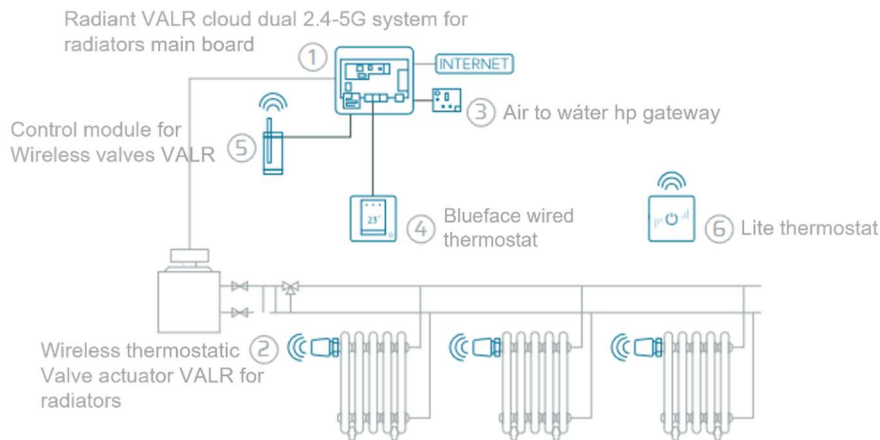 Radiant VALR cloud dual 2.4-5G system for
radiators main board
1
INTERNET
3 Air to wáter hp gateway
Control module for
Wireless valves VALR 5
23°
4 Blueface wired
thermostat
6 Lite thermostat
Wireless thermostatic 2
Valve actuator VALR for
radiators